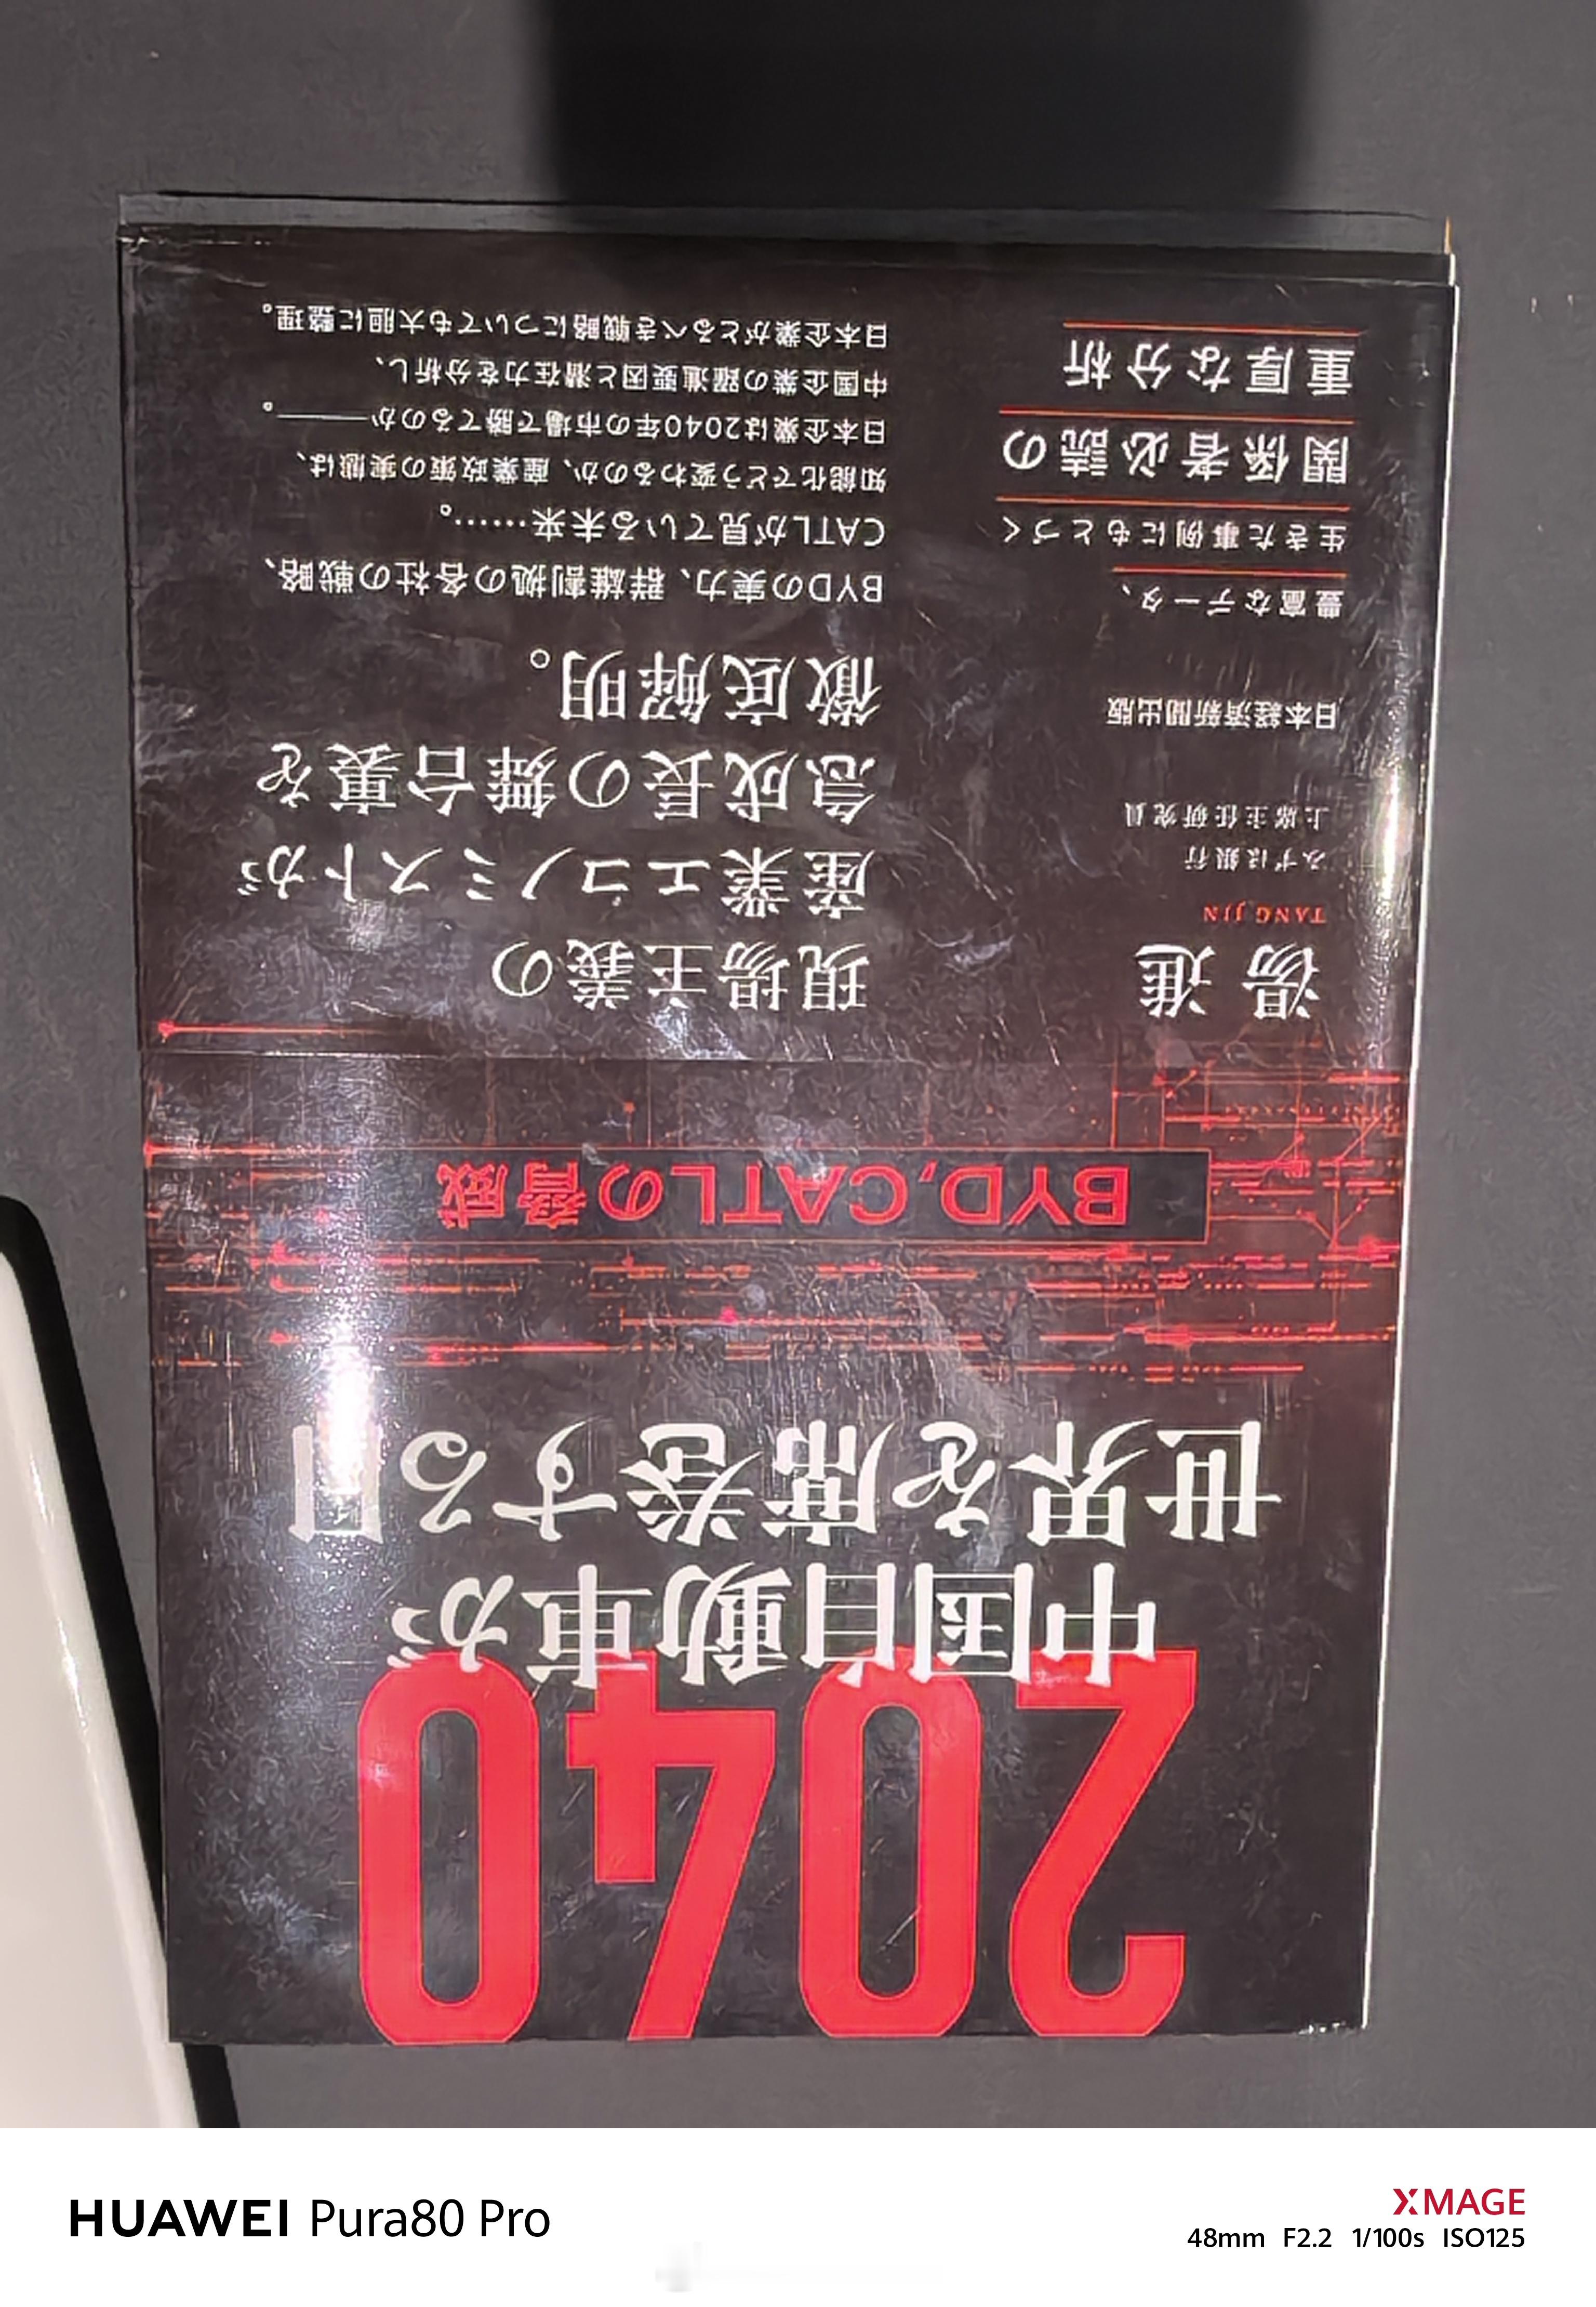 2040
中国自動車が
世界を席巻する日
BYD,CATLの脅威
湯 進
TANG JIN
みずほ銀行
上席主任研究員
日本経済新聞出版
豊富なデータ、
生きた事例にもとづく
関係者必読の
重厚な分析
現場主義の
産業エコノミストが
急成長の舞台裏を
徹底解明。
BYDの実力、群雄割拠の各社の戦略、
CATLが見ている未来……。
知能化でどう変わるのか、産業政策の実態は、
日本企業は2040年の市場で勝てるのか――。
中国企業の躍進要因と潜在力を分析し、
日本企業がとるべき戦略についても大胆に整理。
HUAWEI Pura80 Pro
XMAGE
48mm F2.2 1/100s ISO125